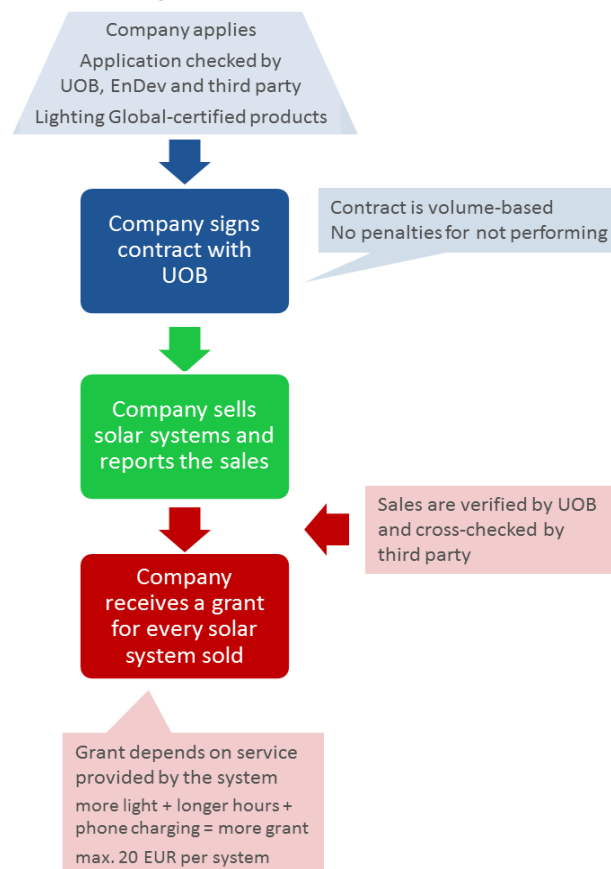 Company applies
Application checked by
UOB, EnDev and third party
Lighting Global-certified products
Company signs
contract with
UOB
Contract is volume-based
No penalties for not performing
Company sells
solar systems and
reports the sales
Sales are verified by UOB
and cross-checked by
third party
Company
receives a grant
for every solar
system sold
Grant depends on service
provided by the system
more light + longer hours +
phone charging = more grant
max. 20 EUR per system